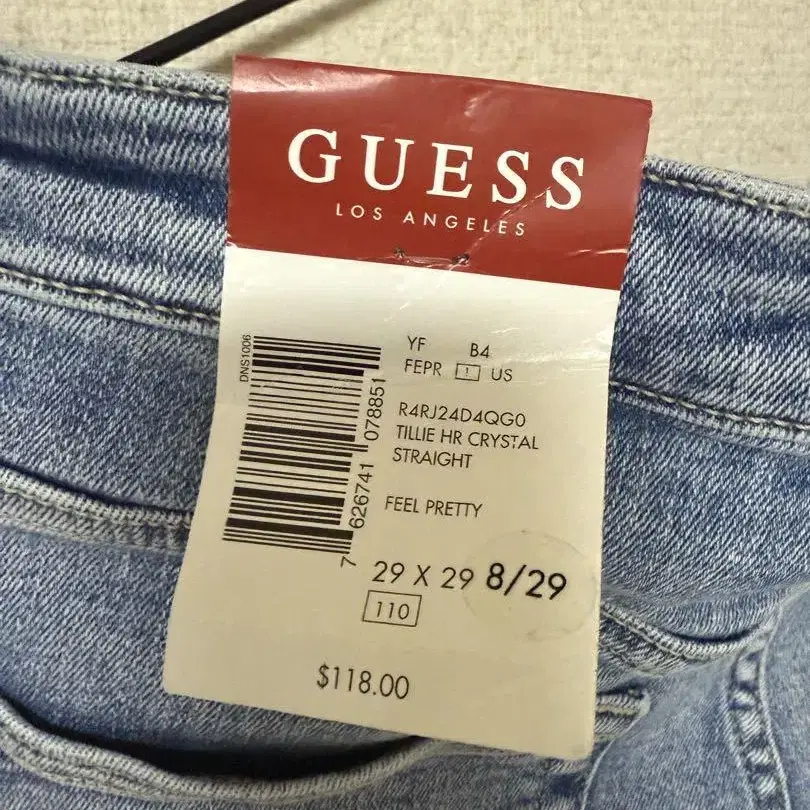 GUESS
LOS ANGELES
DNS1006
7 626741 078851
YF B4
FEPR ! US
R4RJ24D4QG0
TILLIE HR CRYSTAL
STRAIGHT
FEEL PRETTY
29 X 29 8/29
110
$118.00